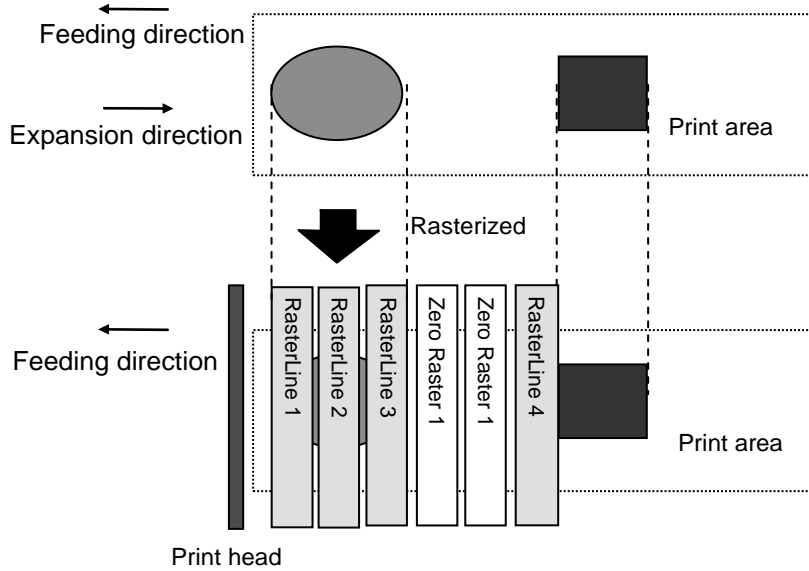 Feeding direction
Expansion direction
Print area
Rasterized
RasterLine 1
RasterLine 2
RasterLine 3
Zero Raster 1
Zero Raster 1
RasterLine 4
Feeding direction
Print area
Print head